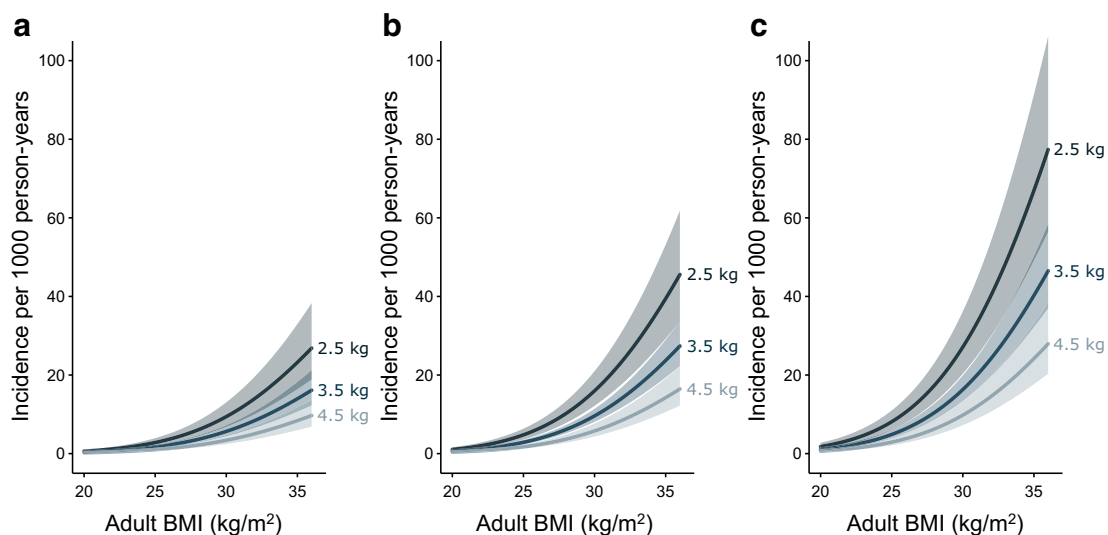 a
Incidence per 1000 person-years
100
80
60
40
20
0
2.5 kg
3.5 kg
4.5 kg
20 25 30 35
Adult BMI (kg/m²)
b
Incidence per 1000 person-years
100
80
60
40
20
0
2.5 kg
3.5 kg
4.5 kg
20 25 30 35
Adult BMI (kg/m²)
c
Incidence per 1000 person-years
100
80
60
40
20
0
2.5 kg
3.5 kg
4.5 kg
20 25 30 35
Adult BMI (kg/m²)